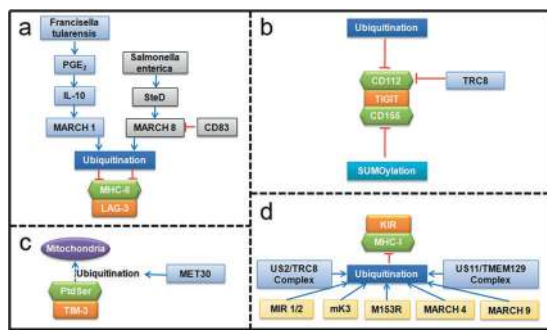 a
Francisella
tularensis
PGE2
IL-10
MARCH 1
Salmonella
enterica
SteD
MARCH 8
CD83
Ubiquitination
MHC-II
LAG-3
b
Ubiquitination
CD112
TIGIT
CD155
TRC8
SUMOylation
c
Mitochondria
Ubiquitination
MET30
PtdSer
TIM-3
d
KIR
MHC-I
US2/TRC8
Complex
Ubiquitination
US11/TMEM129
Complex
MIR 1/2
mK3
M153R
MARCH 4
MARCH 9